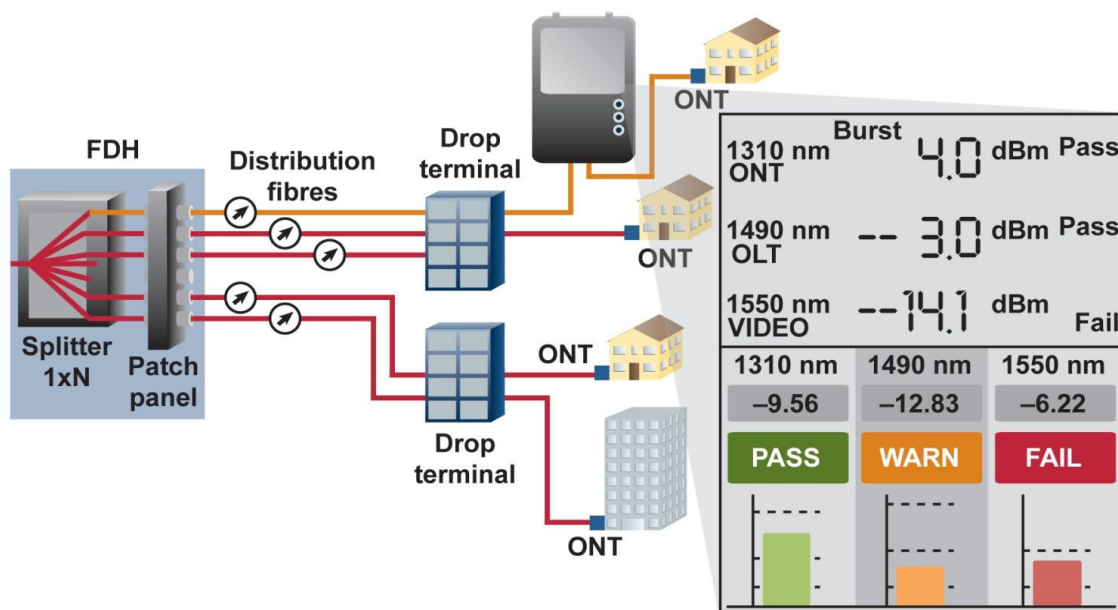 FDH
Splitter
1xN
Patch
panel
Distribution
fibres
Drop
terminal
Drop
terminal
ONT
ONT
ONT
ONT
Burst
1310 nm
ONT
4.0 dBm Pass
1490 nm
OLT
-- 3.0 dBm Pass
1550 nm
VIDEO
--14.1 dBm Fail
1310 nm 1490 nm 1550 nm
–9.56 –12.83 –6.22
PASS WARN FAIL